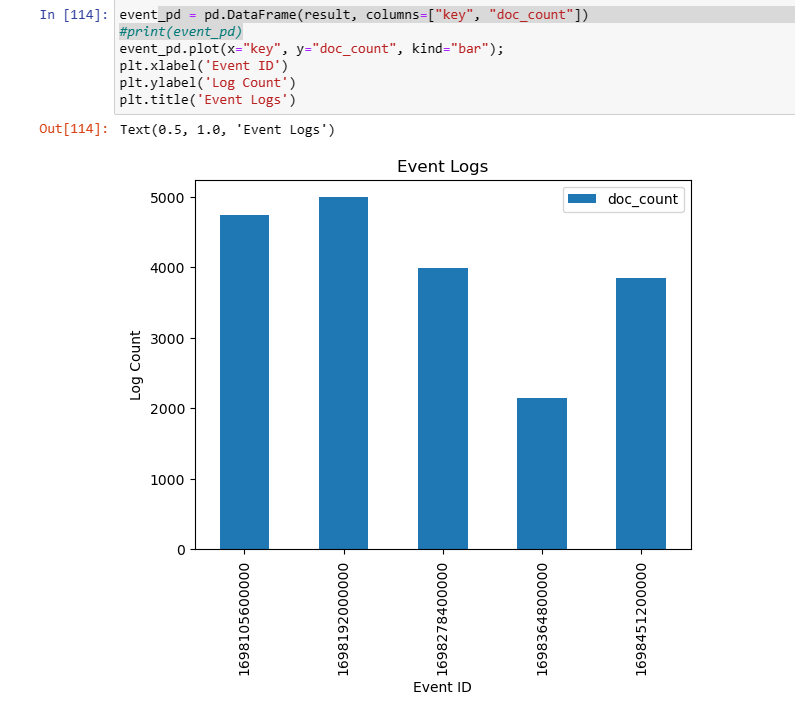 In [114]: event_pd = pd.DataFrame(result, columns=["key", "doc_count"])
#print(event_pd)
event_pd.plot(x="key", y="doc_count", kind="bar");
plt.xlabel('Event ID')
plt.ylabel('Log Count')
plt.title('Event Logs')
Out[114]: Text(0.5, 1.0, 'Event Logs')
Event Logs
doc_count
5000
4000
3000
2000
1000
0
Log Count
1698105600000
1698192000000
1698278400000
1698364800000
1698451200000
Event ID